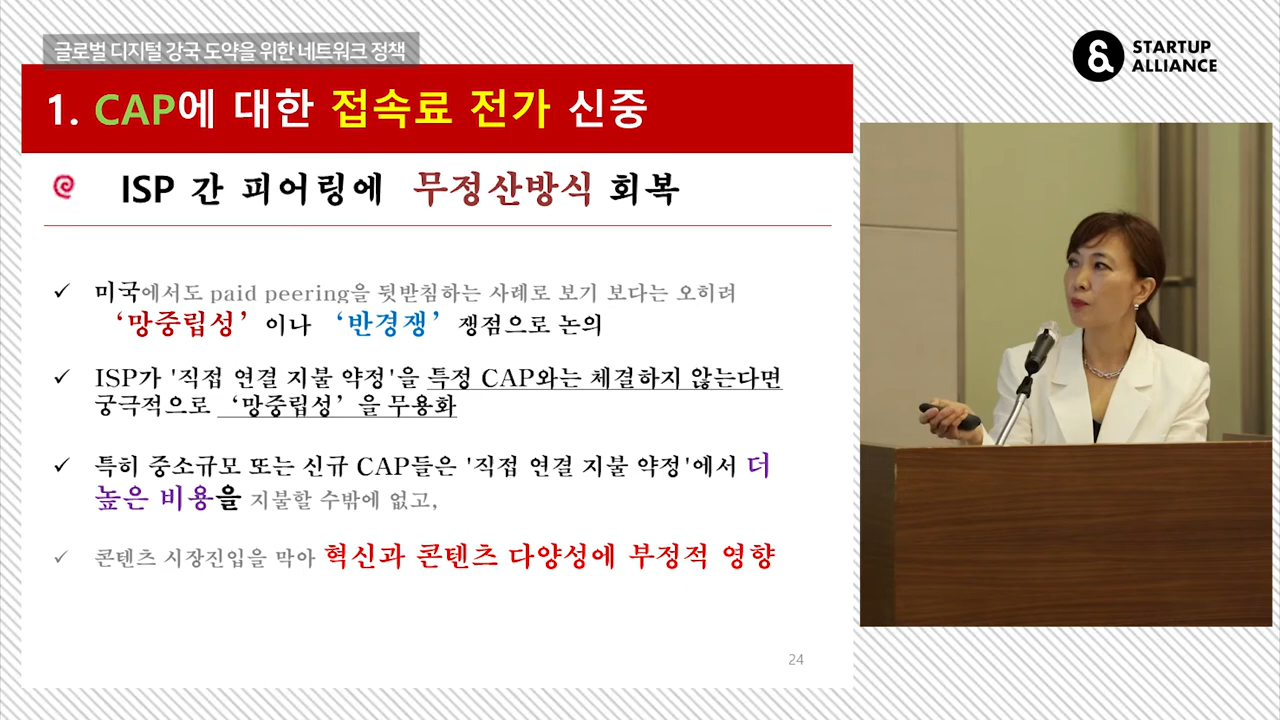 글로벌 디지털 강국 도약을 위한 네트워크 정책
STARTUP
ALLIANCE
1. CAP에 대한 접속료 전가 신중
ISP 간 피어링에 무정산방식 회복
✓ 미국에서도 paid peering을 뒷받침하는 사례로 보기 보다는 오히려
‘망중립성’ 이나 ‘반경쟁’ 쟁점으로 논의
✓ ISP가 '직접 연결 지불 약정'을 특정 CAP와는 체결하지 않는다면
궁극적으로 ‘망중립성’ 을 무용화
✓ 특히 중소규모 또는 신규 CAP들은 '직접 연결 지불 약정'에서 더
높은 비용을 지불할 수밖에 없고,
✓ 콘텐츠 시장진입을 막아 혁신과 콘텐츠 다양성에 부정적 영향
24